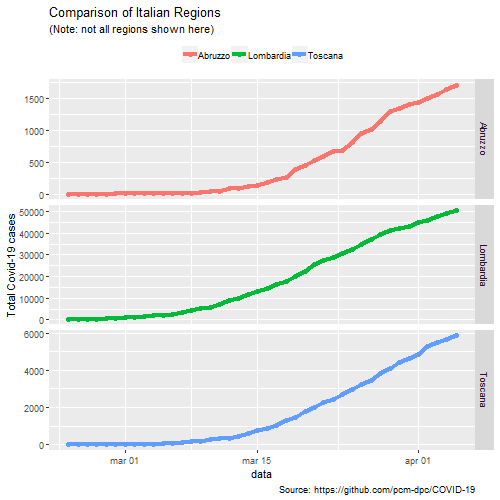 Comparison of Italian Regions
(Note: not all regions shown here)
Abruzzo Lombardia Toscana
1500
1000
500
0
Abruzzo
Total Covid-19 cases
50000
40000
30000
20000
10000
0
Lombardia
6000
4000
2000
0
Toscana
mar 01 mar 15 apr 01
data
Source: https://github.com/pcm-dpc/COVID-19